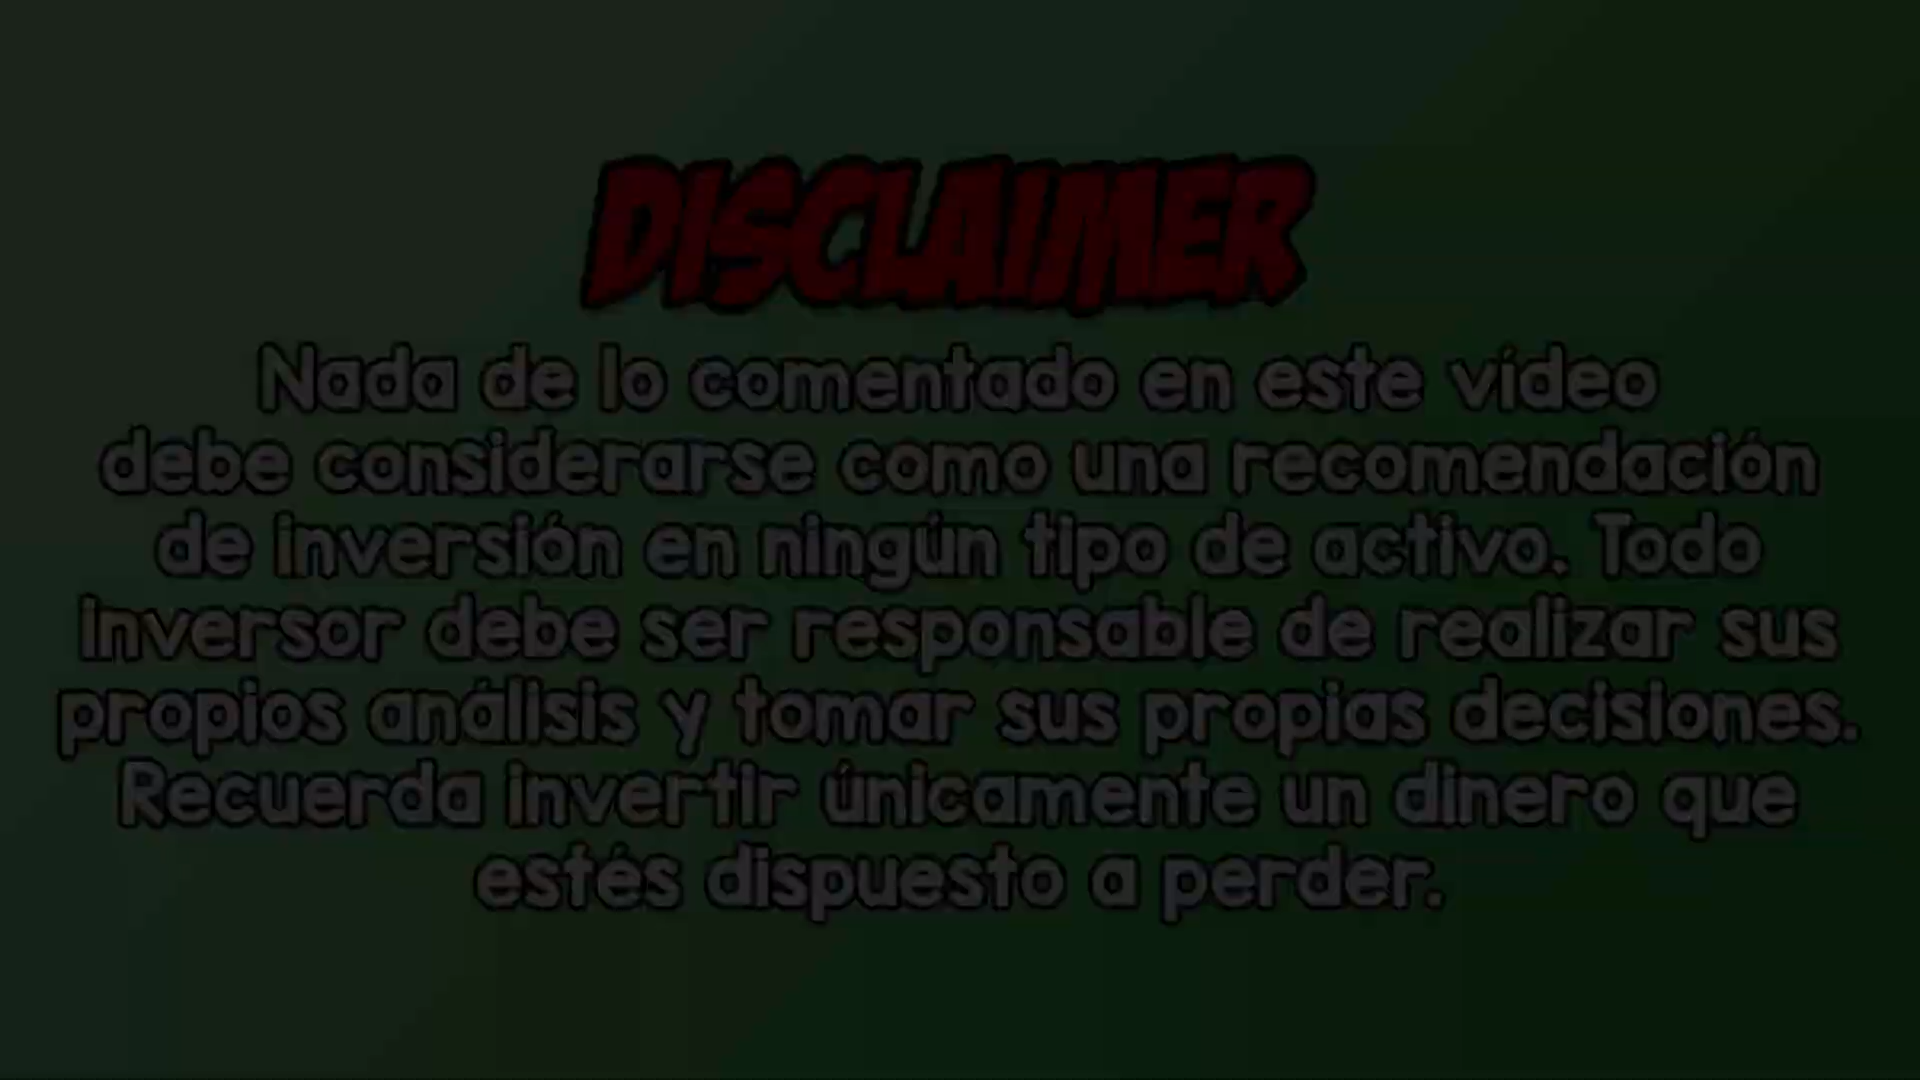 DISCLAIMER
Nada de lo comentado en este vídeo
debe considerarse como una recomendación
de inversión en ningún tipo de activo. Todo
inversor debe ser responsable de realizar sus
propios análisis y tomar sus propias decisiones.
Recuerda invertir únicamente un dinero que
estés dispuesto a perder.